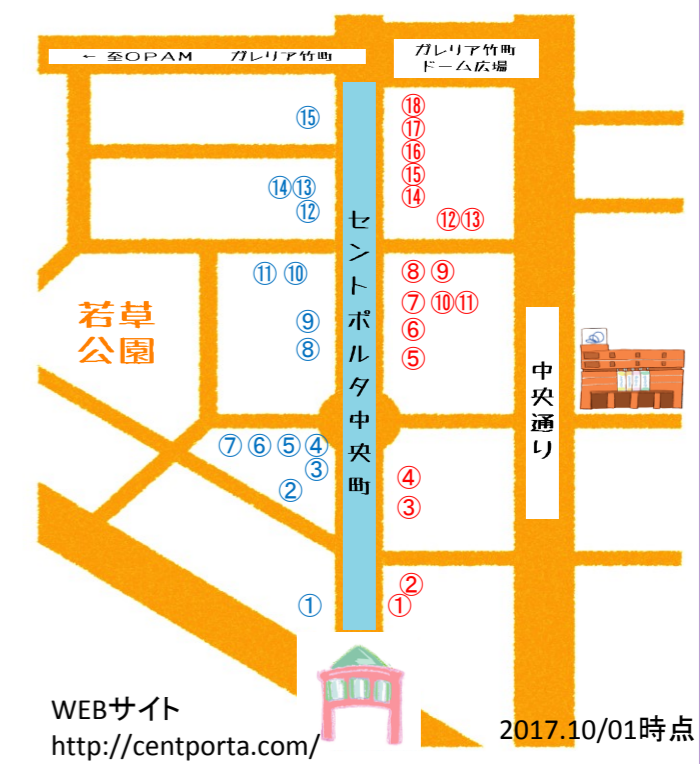 ← 至OPAM ガレリア竹町
ガレリア竹町
ドーム広場
⑮
⑱
⑰
⑯
⑮
⑭
⑭⑬
⑫
⑫⑬
セントポルタ中央町
⑪ ⑩
⑧ ⑨
⑦ ⑩⑪
⑨
⑥
⑧
⑤
若草
公園
中央通り
⑦ ⑥ ⑤ ④
③
②
④
③
②
① ①
WEBサイト
http://centporta.com/
2017.10/01時点